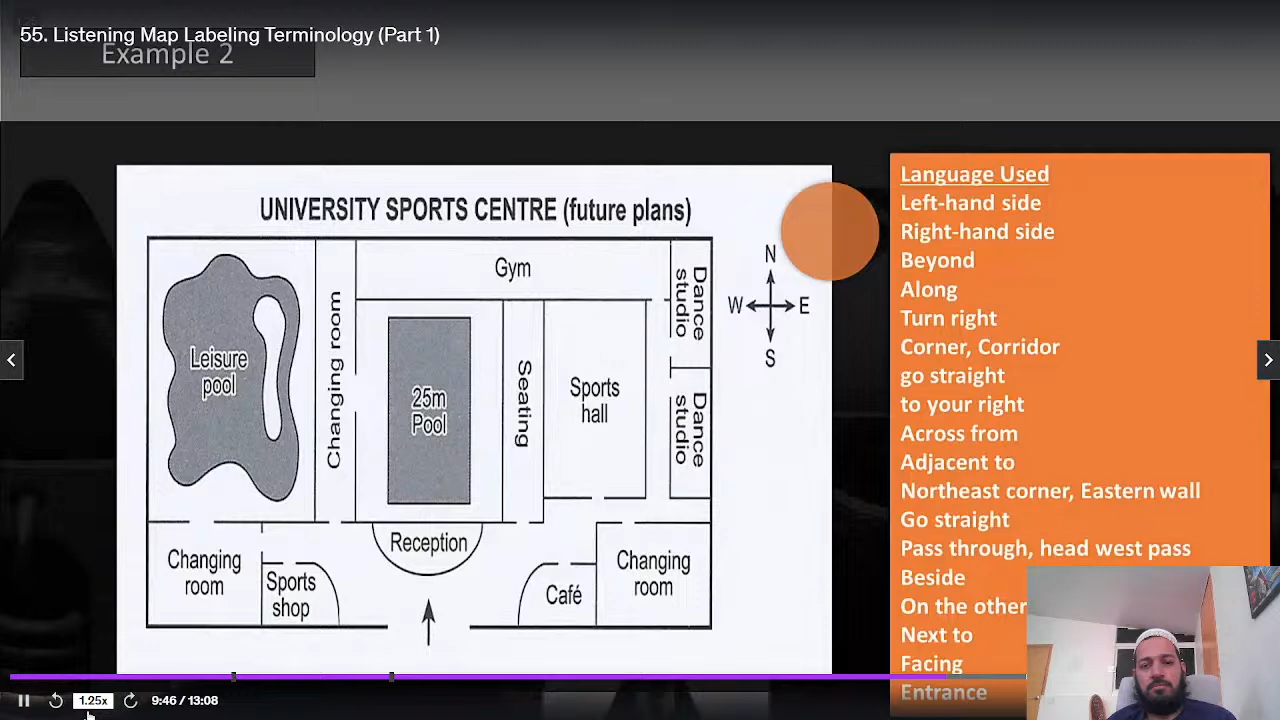 55. Listening Map Labeling Terminology (Part 1)
Example 2
UNIVERSITY SPORTS CENTRE (future plans)
Gym
Dance studio
N
W E
S
Leisure
pool
Changing room
25m
Pool
Seating
Sports
hall
Dance studio
Changing
room
Sports
shop
Reception
Café
Changing
room
Language Used
Left-hand side
Right-hand side
Beyond
Along
Turn right
Corner, Corridor
go straight
to your right
Across from
Adjacent to
Northeast corner, Eastern wall
Go straight
Pass through, head west pass
Beside
On the other
Next to
Facing
Entrance
1.25x
9:46 / 13:08